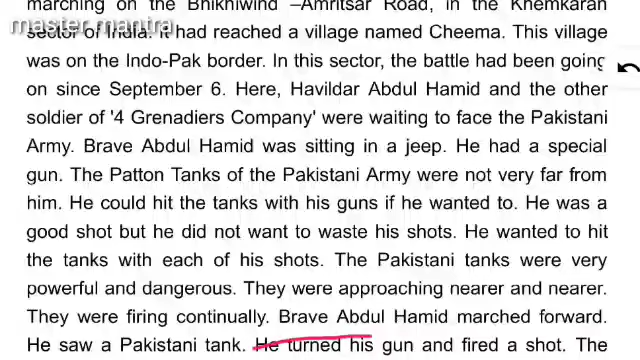 marching on the Bhikhiwind –Amritsar Road, in the Khemkaran
master mantra
sector of India. It had reached a village named Cheema. This village
was on the Indo-Pak border. In this sector, the battle had been going
on since September 6. Here, Havildar Abdul Hamid and the other
soldier of '4 Grenadiers Company' were waiting to face the Pakistani
Army. Brave Abdul Hamid was sitting in a jeep. He had a special
gun. The Patton Tanks of the Pakistani Army were not very far from
him. He could hit the tanks with his guns if he wanted to. He was a
good shot but he did not want to waste his shots. He wanted to hit
the tanks with each of his shots. The Pakistani tanks were very
powerful and dangerous. They were approaching nearer and nearer.
They were firing continually. Brave Abdul Hamid marched forward.
He saw a Pakistani tank. He turned his gun and fired a shot. The